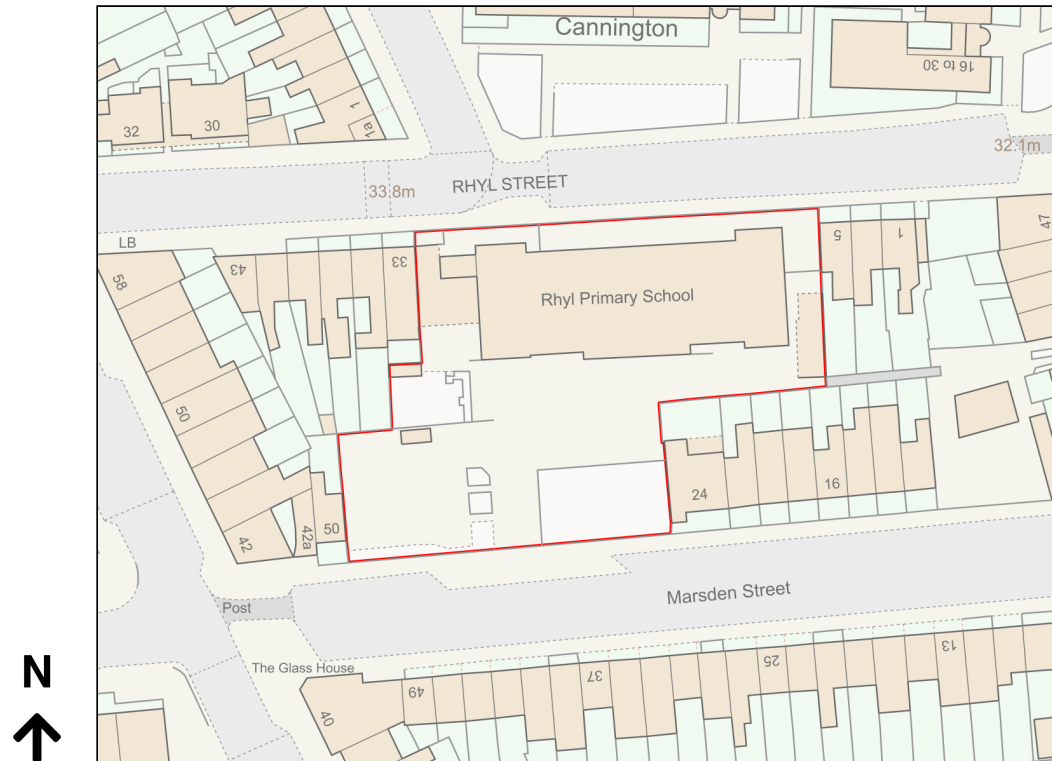 Cannington
16 to 30
32
30
1
1a
32.1m
33.8m
RHYL STREET
LB
58
43
33
5
1
47
Rhyl Primary School
50
24
16
42
42a
50
Marsden Street
Post
The Glass House
N
49
37
25
13
40